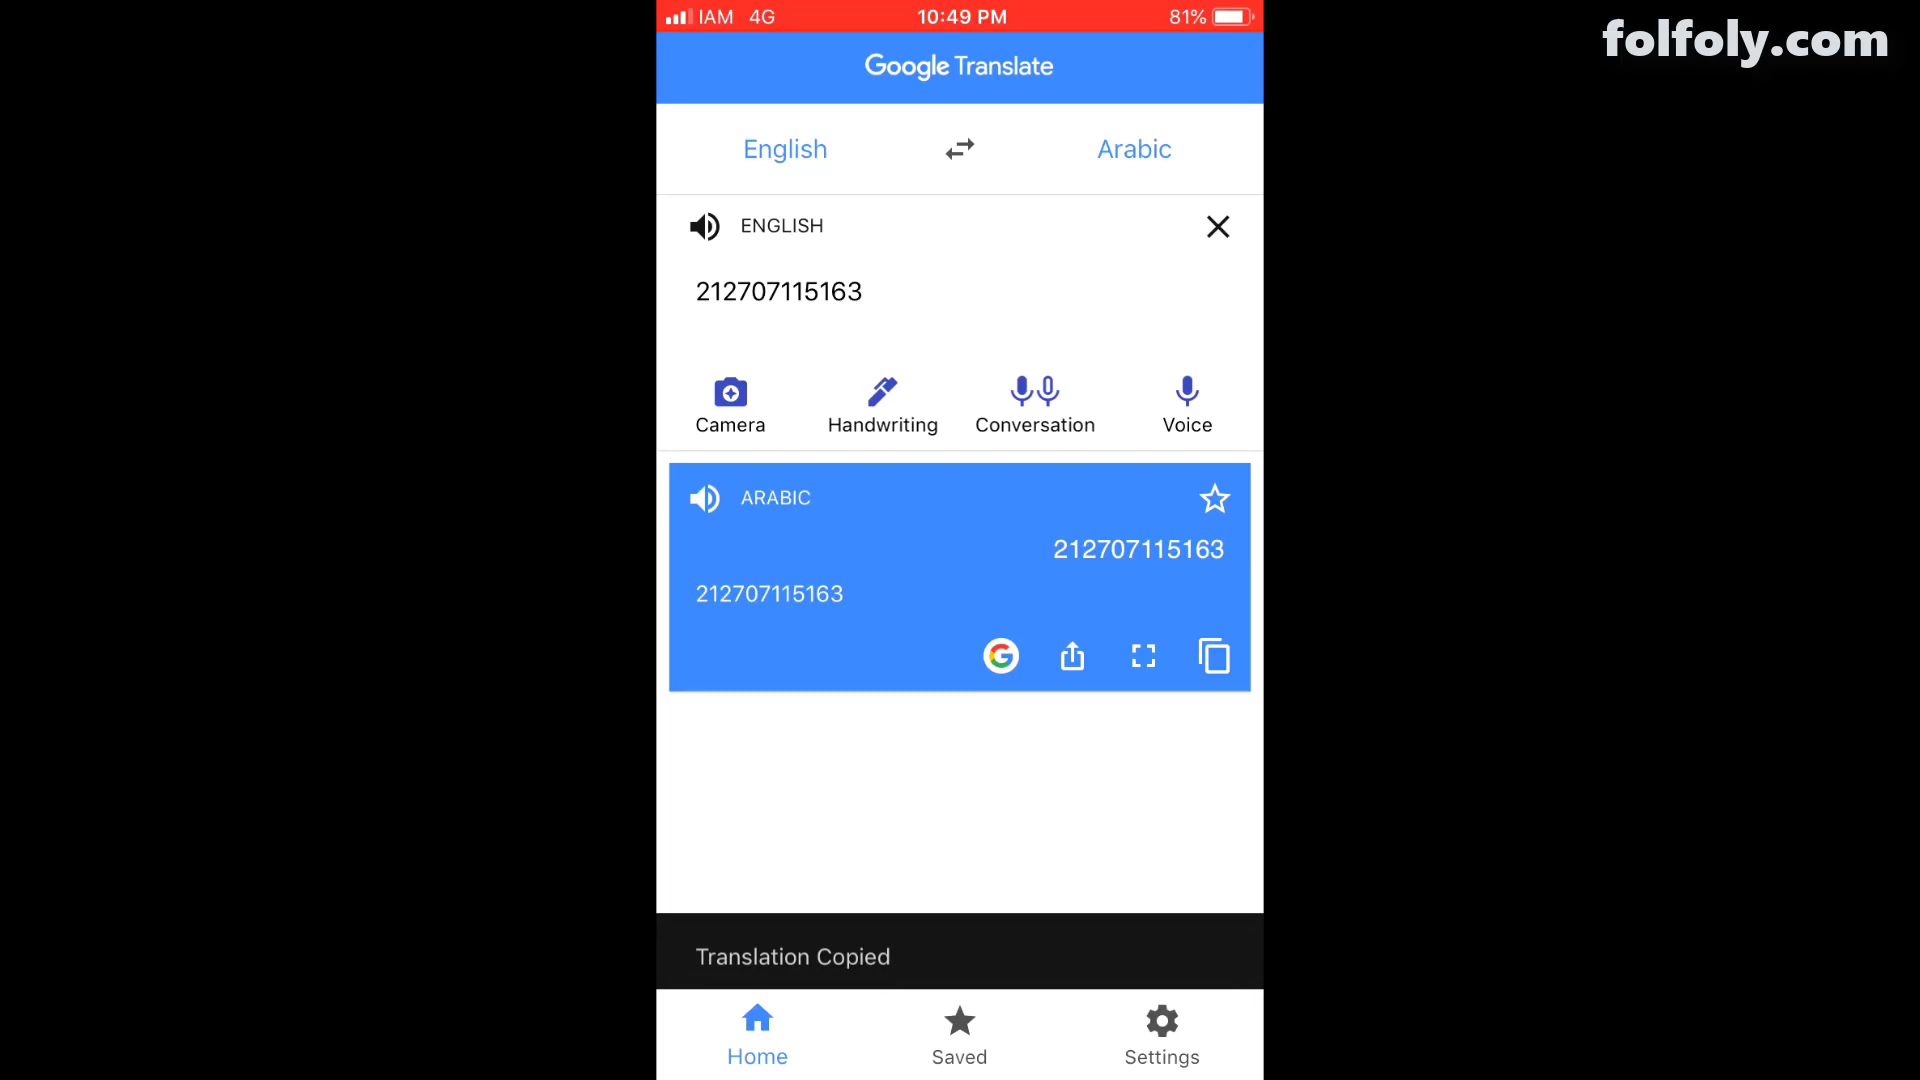 IAM 4G 10:49 PM 81%
folfoly.com
Google Translate
English Arabic
ENGLISH
212707115163
Camera Handwriting Conversation Voice
ARABIC
212707115163
212707115163
G
Translation Copied
Home Saved Settings